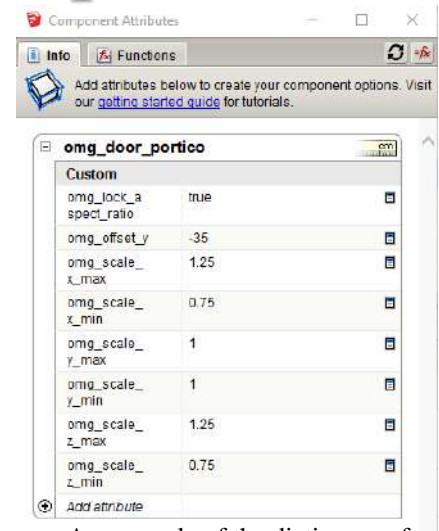 Component Attributes
Info
Functions
Add attributes below to create your component options. Visit
our getting started guide for tutorials.
omg_door_portico
cm
Custom
omg_lock_a
spect_ratio
true
omg_offset_y
-35
omg_scale_
x_max
1.25
omg_scale_
x_min
0.75
omg_scale_
y_max
1
omg_scale_
y_min
1
omg_scale_
z_max
1.25
omg_scale_
z_min
0.75
Add attribute